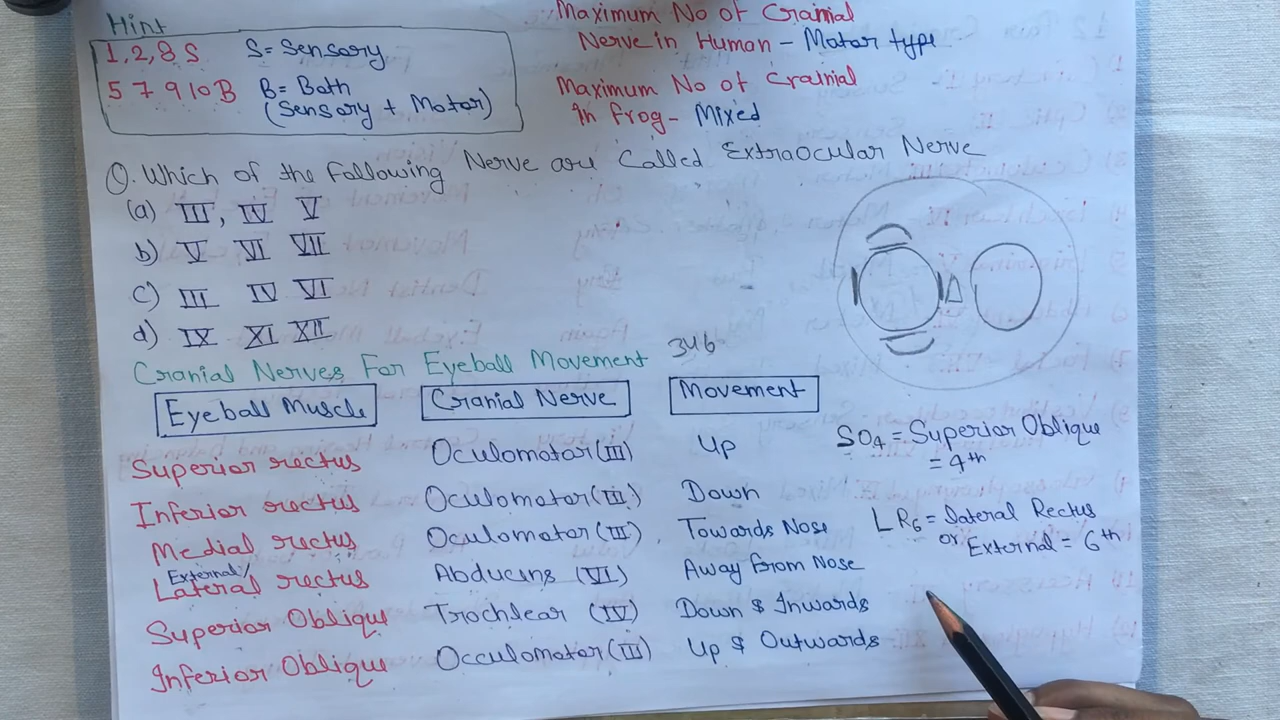 Hint
1,2,8 S S = Sensory
5 7 9 10 B B = Both
(Sensory + Motor)
Maximum No of Cranial
Nerve in Human - Motor type
Maximum No of Crainial
In frog - Mixed
Q. Which of the following Nerve are Called Extraocular Nerve
(a) III, IV V
b) V VI VII
c) III IV VI
d) IX XI XII
Cranial Nerves For Eyeball Movement 346
Eyeball Muscle Cranial Nerve Movement
Superior rectus Oculomotor (III) Up
Inferior rectus Oculomotor (III) Down
Medial rectus Oculomotor (III) Towards Nose
External/
Lateral rectus Abducens (VI) Away from Nose
Superior Oblique Trochlear (IV) Down & Inwards
Inferior Oblique Occulomotor (III) Up & Outwards
SO4 = Superior Oblique
= 4th
LR6 = lateral Rectus
or External = 6th